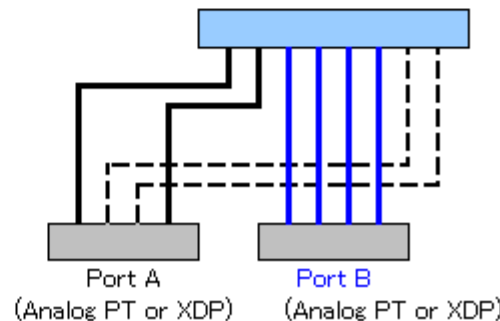 Port A
Port B
(Analog PT or XDP)
(Analog PT or XDP)